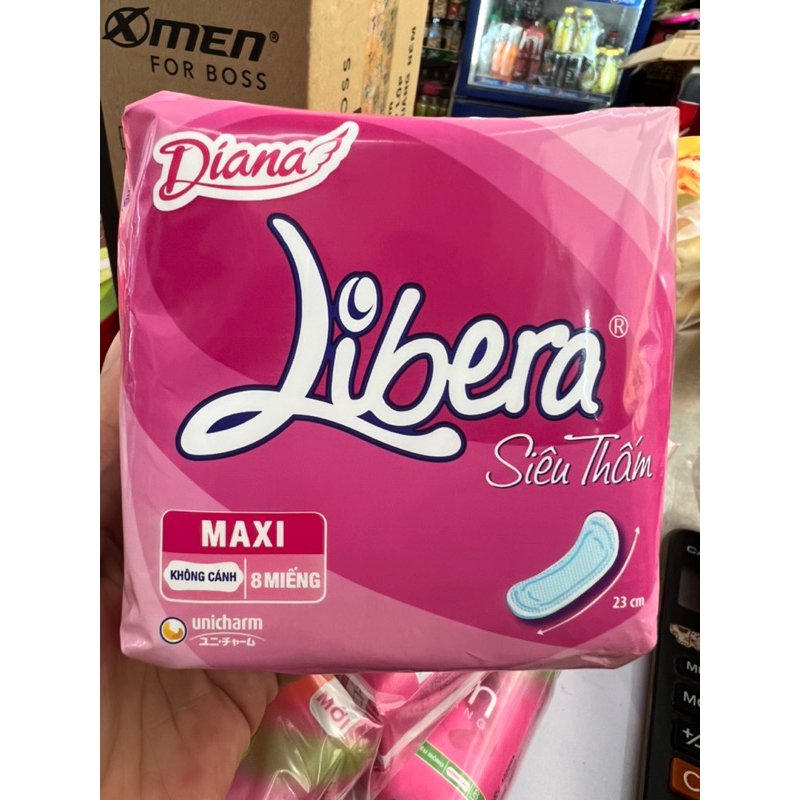 XMEN®
FOR BOSS
Diana
Libera®
Siêu Thấm
MAXI
KHÔNG CÁNH
8 MIẾNG
23 cm
unicharm
ユニ・チャーム
MỚI